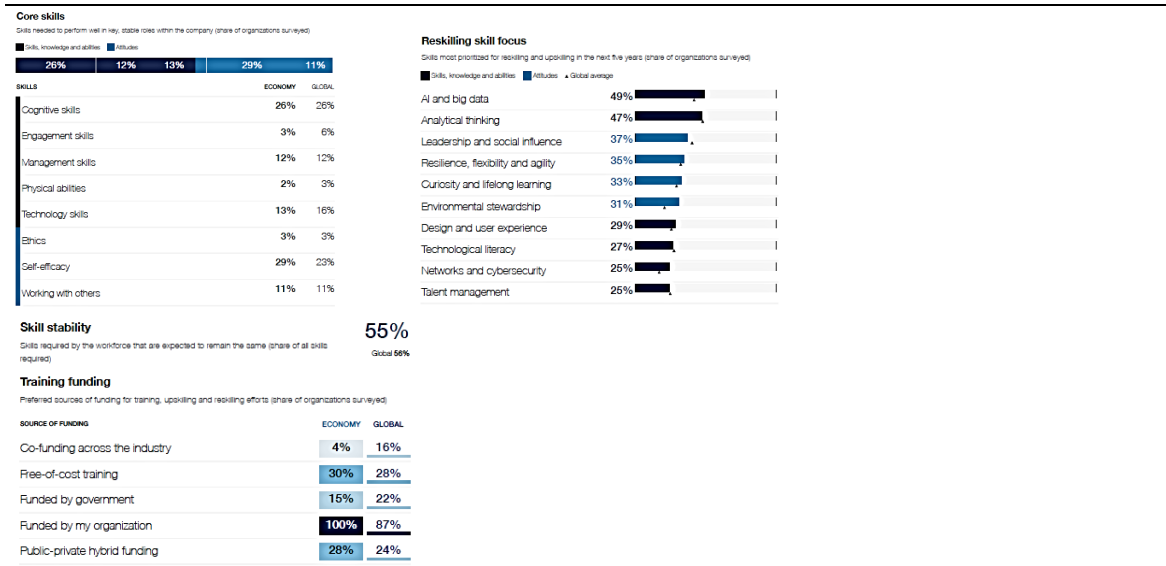 Core skills
Skills needed to perform well in key, stable roles within the company (share of organizations surveyed)
Skills, knowledge and abilities Attitudes
26% 12% 13% 29% 11%
SKILLS ECONOMY GLOBAL
Cognitive skills 26% 26%
Engagement skills 3% 6%
Management skills 12% 12%
Physical abilities 2% 3%
Technology skills 13% 16%
Ethics 3% 3%
Self-efficacy 29% 23%
Working with others 11% 11%
Reskilling skill focus
Skills most prioritized for reskilling and upskilling in the next five years (share of organizations surveyed)
Skills, knowledge and abilities Attitudes Global average
AI and big data 49%
Analytical thinking 47%
Leadership and social influence 37%
Resilience, flexibility and agility 35%
Curiosity and lifelong learning 33%
Environmental stewardship 31%
Design and user experience 29%
Technological literacy 27%
Networks and cybersecurity 25%
Talent management 25%
Skill stability 55%
Skills required by the workforce that are expected to remain the same (share of all skills
required)
Global 56%
Training funding
Preferred sources of funding for training, upskilling and reskilling efforts (share of organizations surveyed)
SOURCE OF FUNDING ECONOMY GLOBAL
Co-funding across the industry 4% 16%
Free-of-cost training 30% 28%
Funded by government 15% 22%
Funded by my organization 100% 87%
Public-private hybrid funding 28% 24%